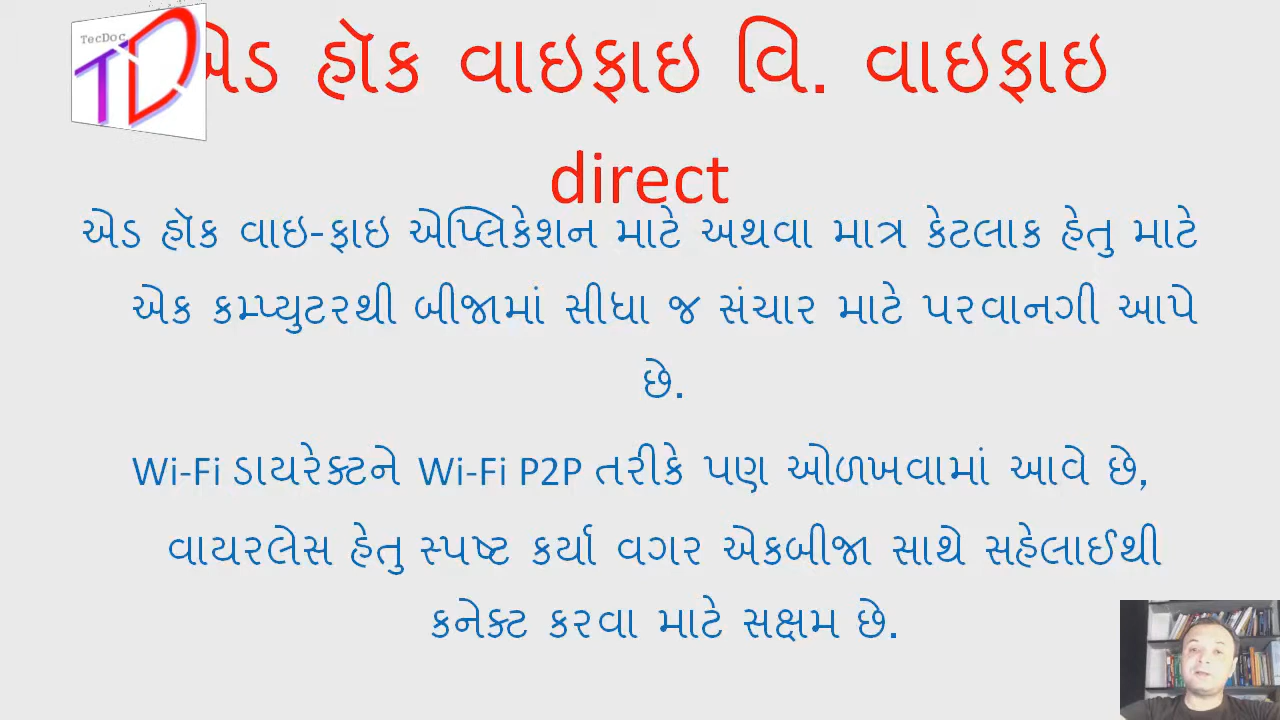 TecDoc
TD
એડ હૉક વાઇફાઇ વિ. વાઇફાઇ
direct
એડ હૉક વાઇ-ફાઇ એપ્લિકેશન માટે અથવા માત્ર કેટલાક હેતુ માટે
એક કમ્પ્યુટરથી બીજામાં સીધા જ સંચાર માટે પરવાનગી આપે
છે.
Wi-Fi ડાયરેક્ટને Wi-Fi P2P તરીકે પણ ઓળખવામાં આવે છે,
વાયરલેસ હેતુ સ્પષ્ટ કર્યા વગર એકબીજા સાથે સહેલાઈથી
કનેક્ટ કરવા માટે સક્ષમ છે.